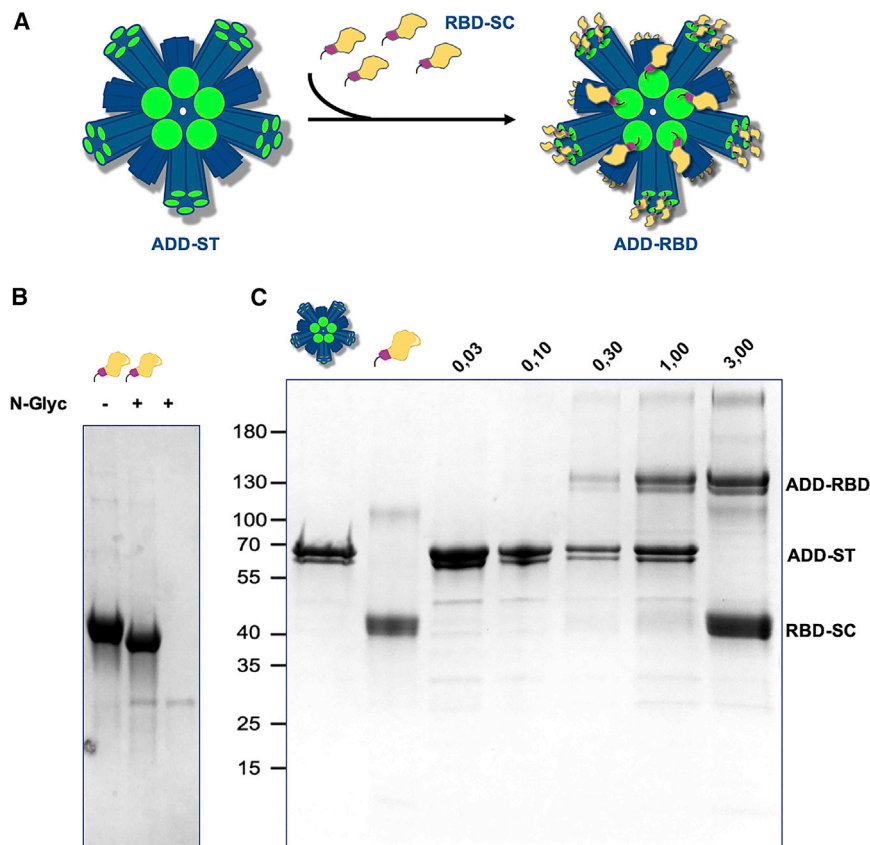 A
RBD-SC
ADD-ST
ADD-RBD
B
N-Glyc - + +
C
0,03 0,10 0,30 1,00 3,00
180
130
100
70
55
40
35
25
15
ADD-RBD
ADD-ST
RBD-SC